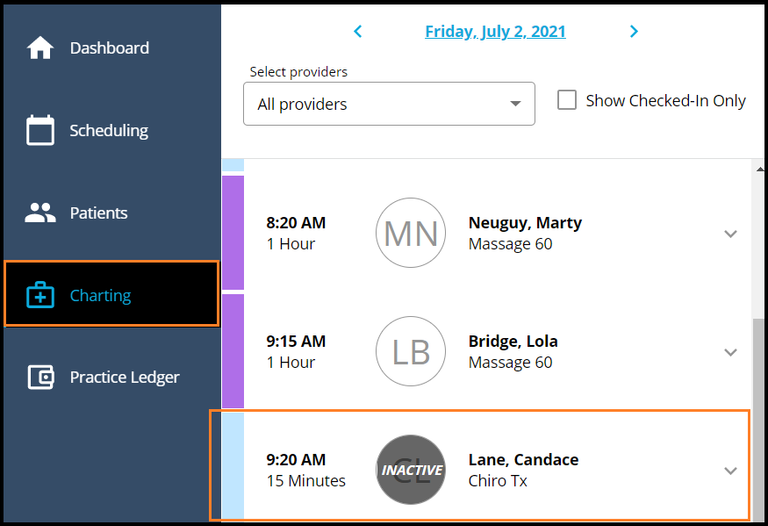 Dashboard
Scheduling
Patients
Charting
Practice Ledger
Friday, July 2, 2021
Select providers
All providers
Show Checked-In Only
8:20 AM
1 Hour
MN
Neuguy, Marty
Massage 60
9:15 AM
1 Hour
LB
Bridge, Lola
Massage 60
9:20 AM
15 Minutes
CL
INACTIVE
Lane, Candace
Chiro Tx